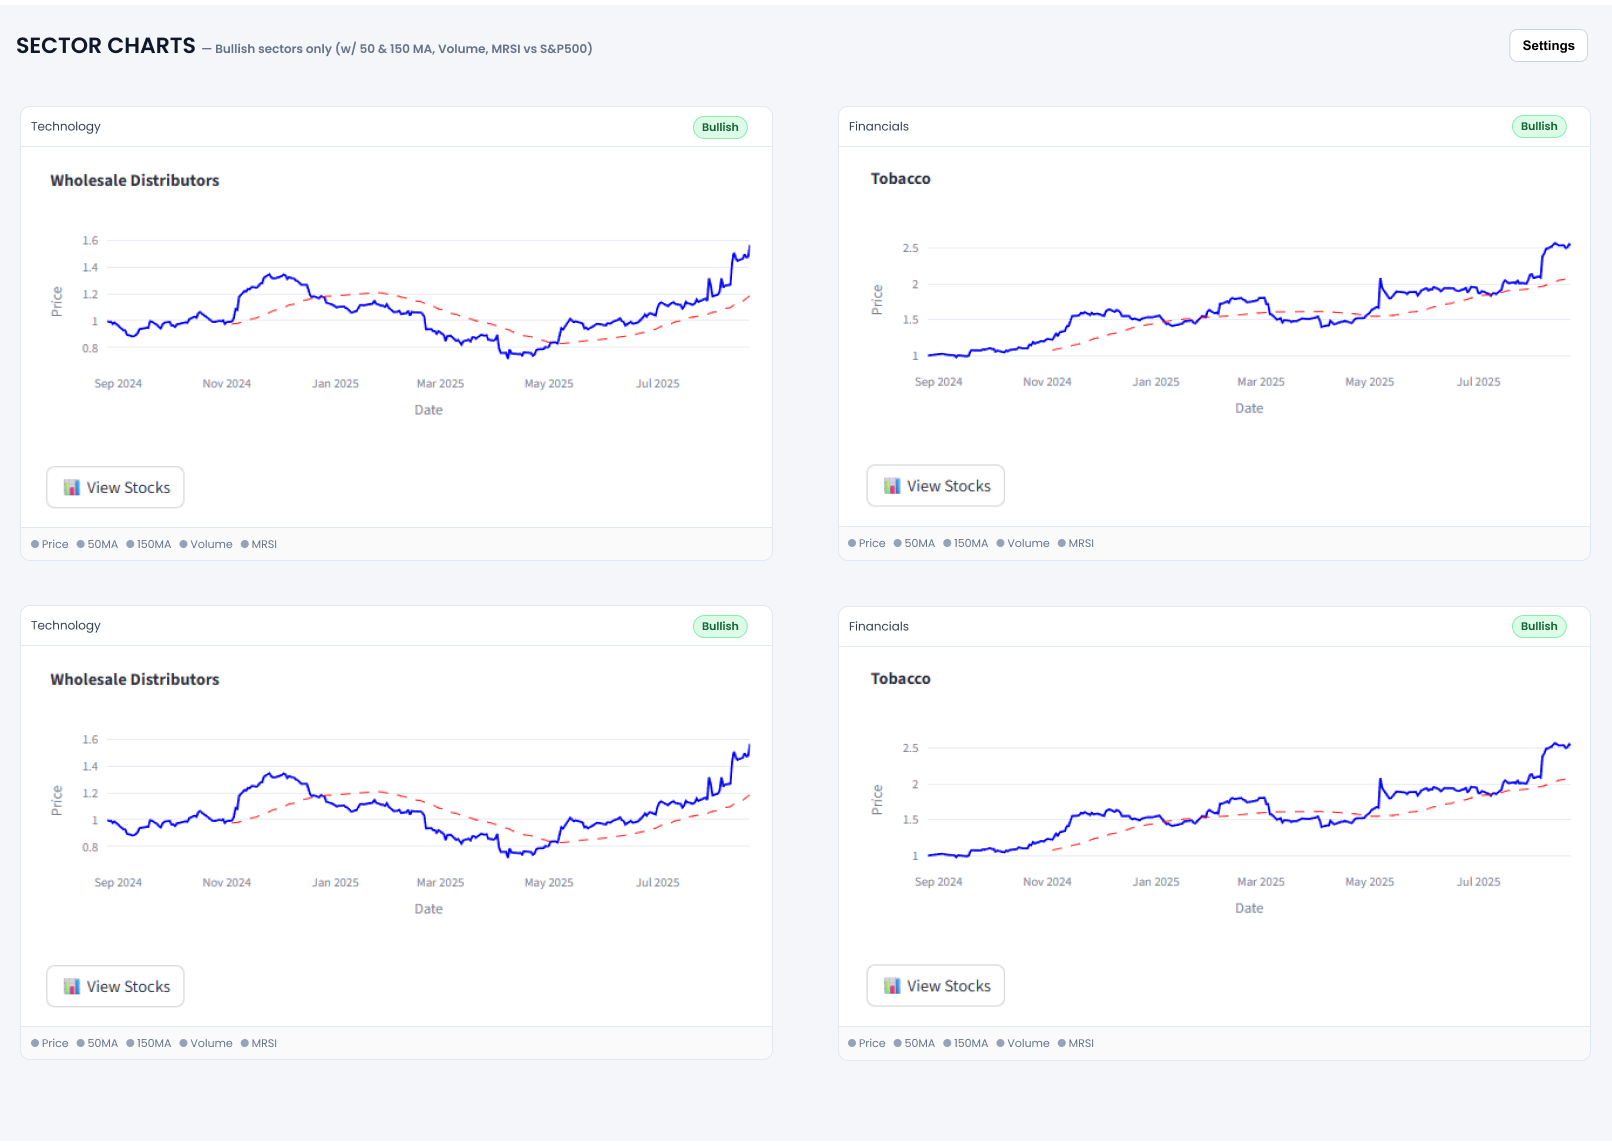 SECTOR CHARTS — Bullish sectors only (w/ 50 & 150 MA, Volume, MRSI vs S&P500)
Settings
Technology
Bullish
Wholesale Distributors
1.6
1.4
1.2
1
0.8
Price
Sep 2024 Nov 2024 Jan 2025 Mar 2025 May 2025 Jul 2025
Date
View Stocks
Price 50MA 150MA Volume MRSI
Financials
Bullish
Tobacco
2.5
2
1.5
1
Price
Sep 2024 Nov 2024 Jan 2025 Mar 2025 May 2025 Jul 2025
Date
View Stocks
Price 50MA 150MA Volume MRSI
Technology
Bullish
Wholesale Distributors
1.6
1.4
1.2
1
0.8
Price
Sep 2024 Nov 2024 Jan 2025 Mar 2025 May 2025 Jul 2025
Date
View Stocks
Price 50MA 150MA Volume MRSI
Financials
Bullish
Tobacco
2.5
2
1.5
1
Price
Sep 2024 Nov 2024 Jan 2025 Mar 2025 May 2025 Jul 2025
Date
View Stocks
Price 50MA 150MA Volume MRSI